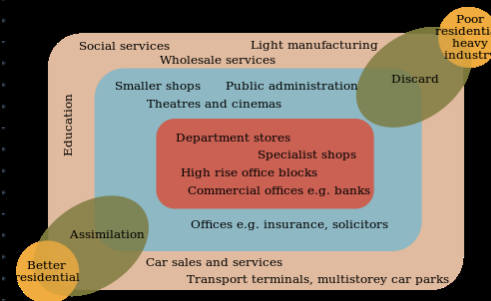 Poor
residential
heavy
industry
Social services
Light manufacturing
Wholesale services
Discard
Smaller shops
Public administration
Theatres and cinemas
Education
Department stores
Specialist shops
High rise office blocks
Commercial offices e.g. banks
Offices e.g. insurance, solicitors
Assimilation
Car sales and services
Better
residential
Transport terminals, multistorey car parks